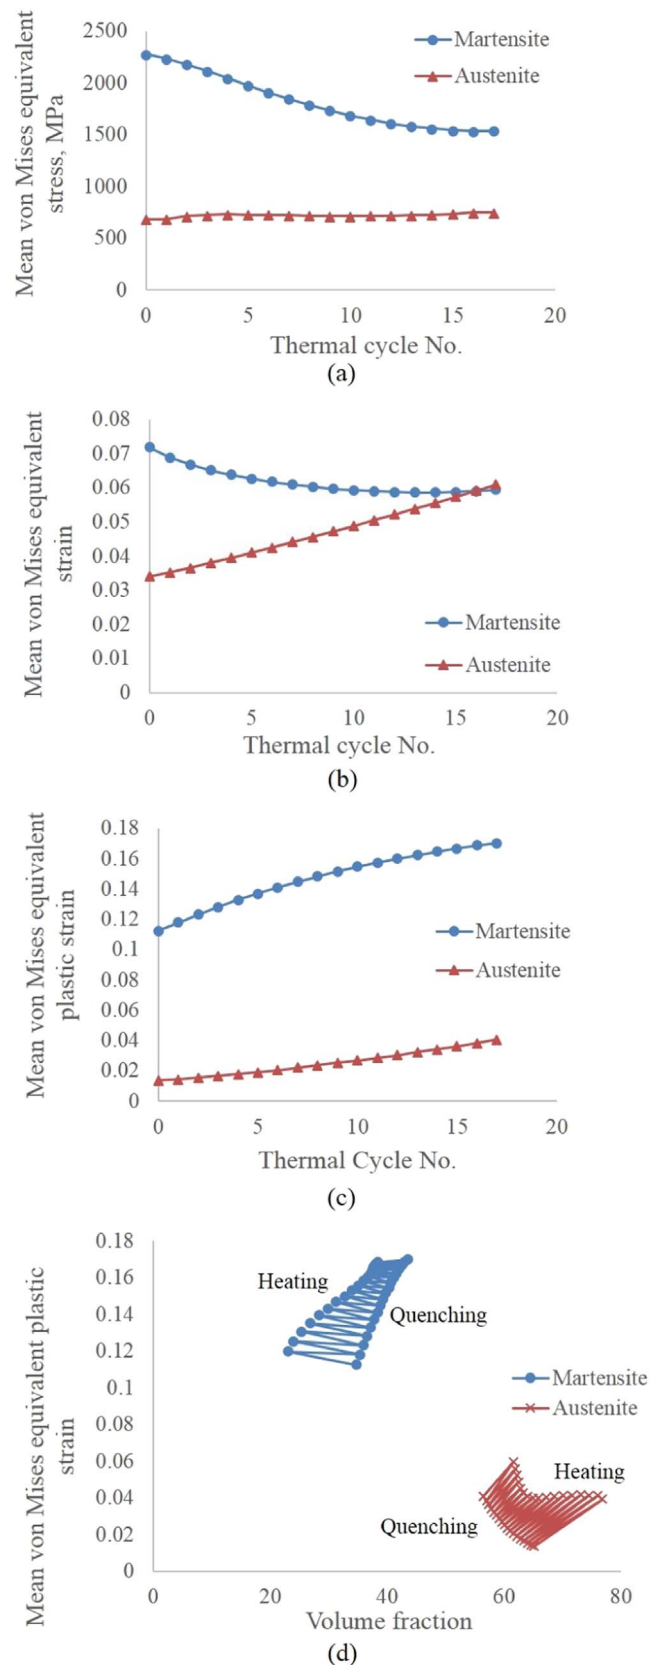 Mean von Mises equivalent
stress, MPa
2500
2000
1500
1000
500
0
0 5 10 15 20
Martensite
Austenite
Thermal cycle No.
(a)
Mean von Mises equivalent
strain
0.08
0.07
0.06
0.05
0.04
0.03
0.02
0.01
0
0 5 10 15 20
Martensite
Austenite
Thermal cycle No.
(b)
Mean von Mises equivalent
plastic strain
0.18
0.16
0.14
0.12
0.1
0.08
0.06
0.04
0.02
0
0 5 10 15 20
Martensite
Austenite
Thermal Cycle No.
(c)
Mean von Mises equivalent plastic
strain
0.18
0.16
0.14
0.12
0.1
0.08
0.06
0.04
0.02
0
0 20 40 60 80
Heating
Quenching
Martensite
Austenite
Heating
Quenching
Volume fraction
(d)